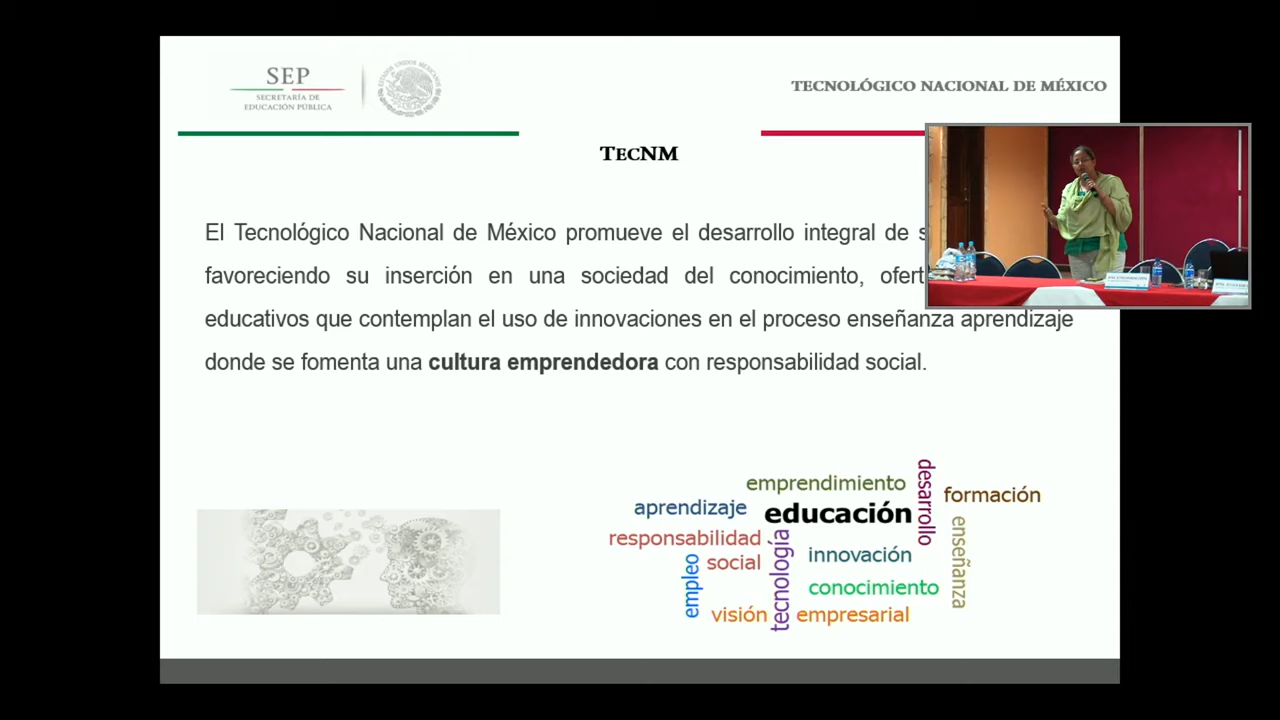 SEP
SECRETARÍA DE
EDUCACIÓN PÚBLICA
ESTADOS UNIDOS MEXICANOS
TECNOLÓGICO NACIONAL DE MÉXICO
TECNM
El Tecnológico Nacional de México promueve el desarrollo integral de
favoreciendo su inserción en una sociedad del conocimiento,
educativos que contemplan el uso de innovaciones en el proceso enseñanza aprendizaje
donde se fomenta una cultura emprendedora con responsabilidad social.
emprendimiento
desarrollo
formación
aprendizaje
educación
responsabilidad
social
tecnología
innovación
enseñanza
empleo
conocimiento
visión
empresarial